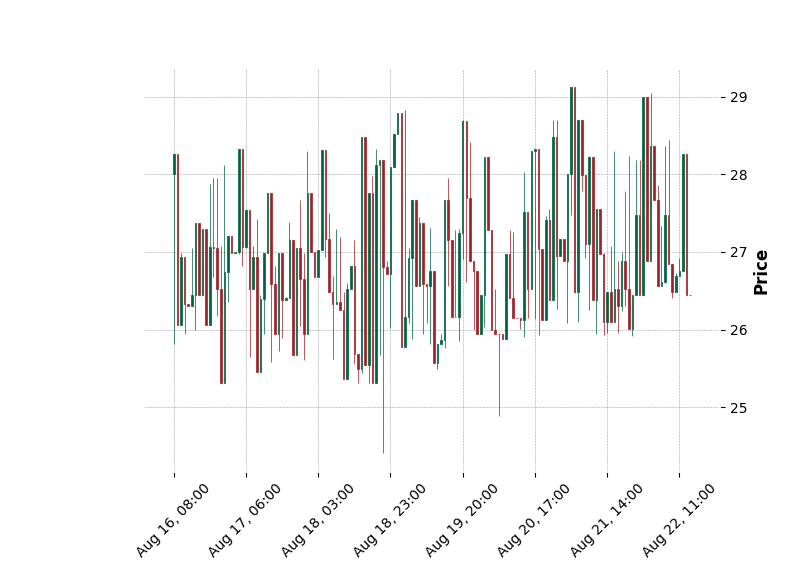 29
28
27
26
25
Price
Aug 16, 08:00
Aug 17, 06:00
Aug 18, 03:00
Aug 18, 23:00
Aug 19, 20:00
Aug 20, 17:00
Aug 21, 14:00
Aug 22, 11:00